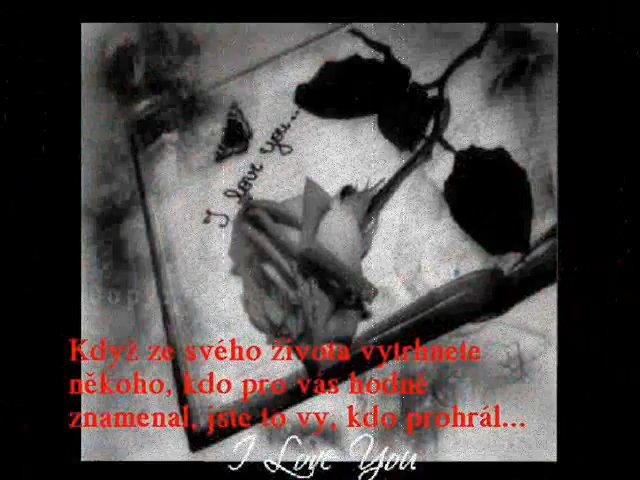 I love you...
Když ze svého života vytrhnete
někoho, kdo pro vás hodně
znamenal, jste to vy, kdo prohrál...
I Love You